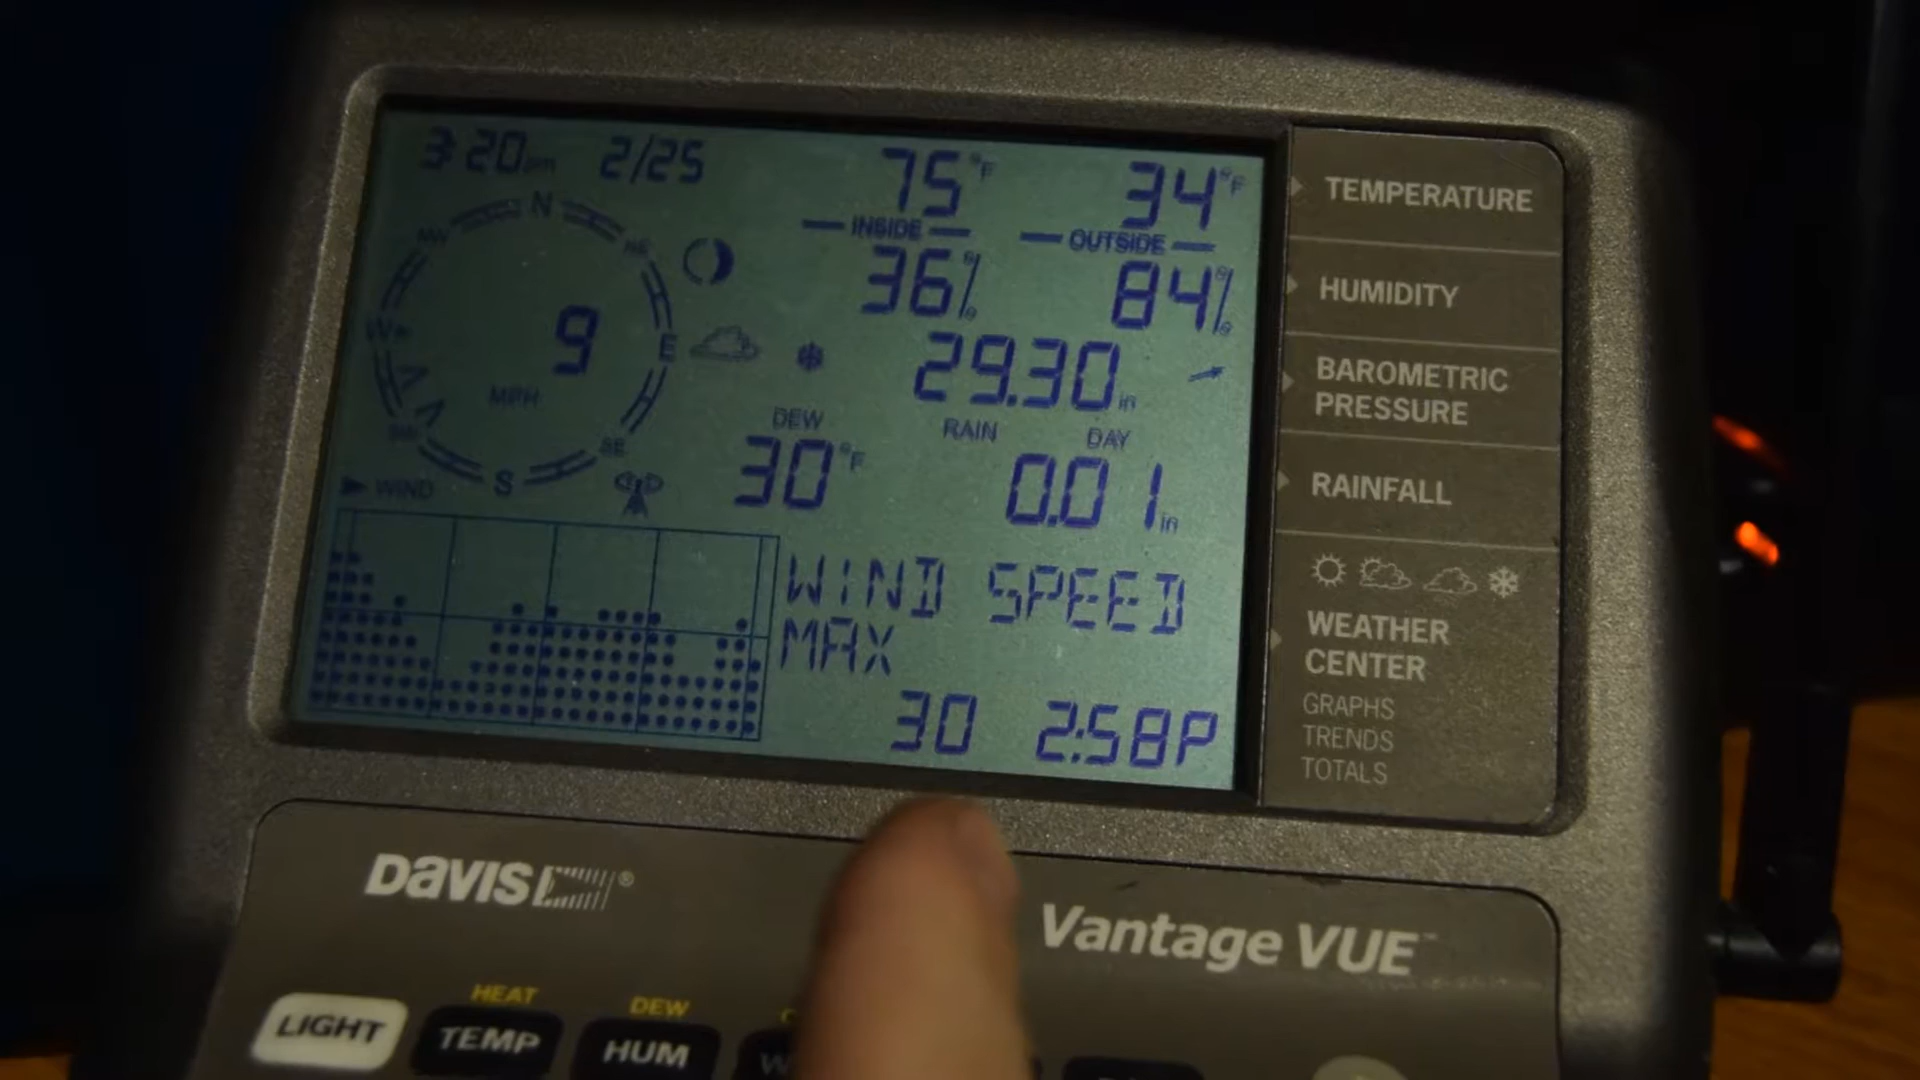 3:20pm 2/25 75°F 34°F
INSIDE OUTSIDE
36% 84%
N
NW NE
9
MPH
W E
SW SE
S
29.30 in
DEW RAIN DAY
30°F 0.01 in
WIND
WIND SPEED
MAX
30 2:58P
TEMPERATURE
HUMIDITY
BAROMETRIC
PRESSURE
RAINFALL
WEATHER
CENTER
GRAPHS
TRENDS
TOTALS
DAVIS®
Vantage VUE™
HEAT DEW
LIGHT TEMP HUM